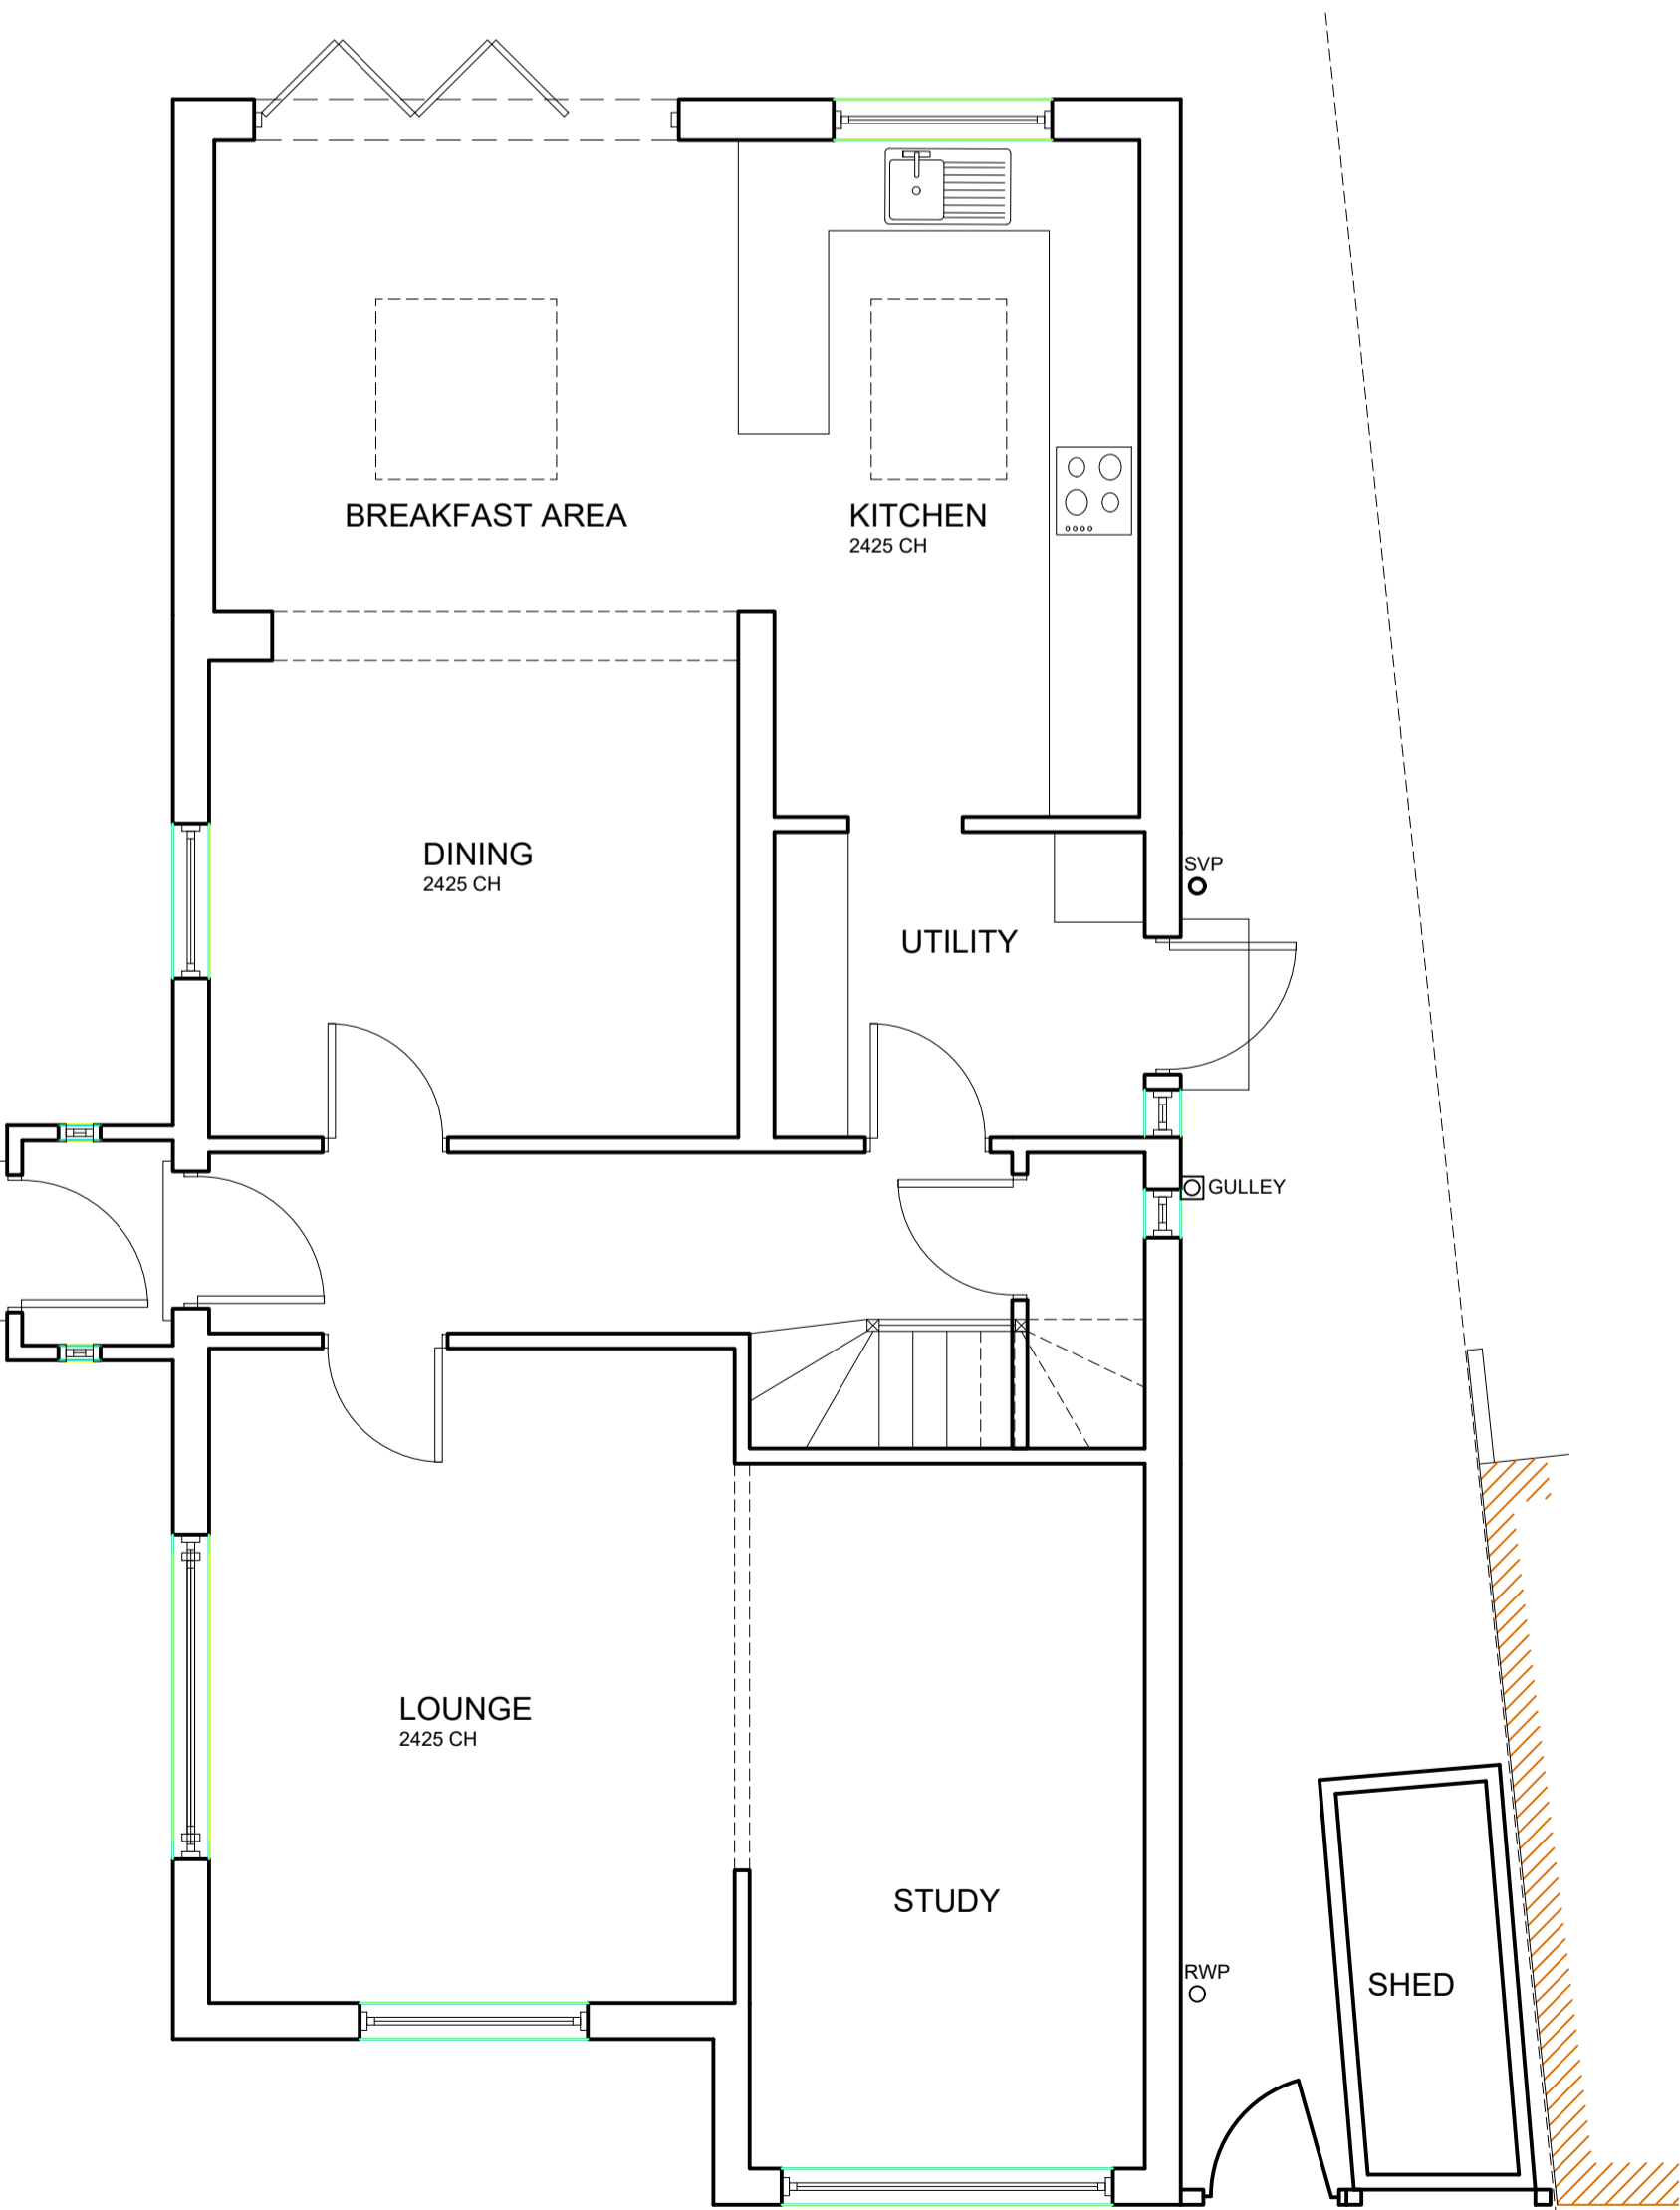 BREAKFAST AREA
KITCHEN
2425 CH
DINING
2425 CH
SVP
UTILITY
GULLEY
LOUNGE
2425 CH
STUDY
RWP
SHED